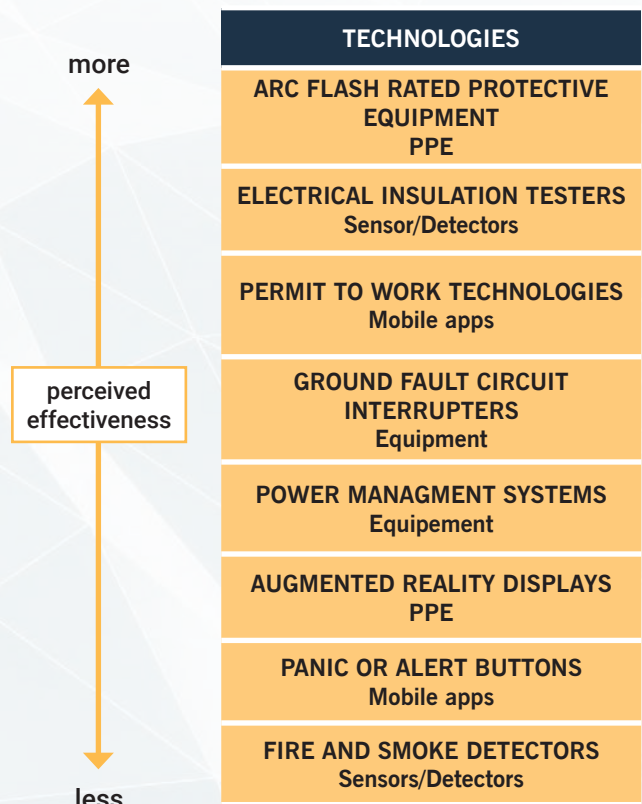 TECHNOLOGIES
more
ARC FLASH RATED PROTECTIVE
EQUIPMENT
PPE
ELECTRICAL INSULATION TESTERS
Sensor/Detectors
PERMIT TO WORK TECHNOLOGIES
Mobile apps
perceived
effectiveness
GROUND FAULT CIRCUIT
INTERRUPTERS
Equipment
POWER MANAGMENT SYSTEMS
Equipement
AUGMENTED REALITY DISPLAYS
PPE
PANIC OR ALERT BUTTONS
Mobile apps
FIRE AND SMOKE DETECTORS
Sensors/Detectors
less